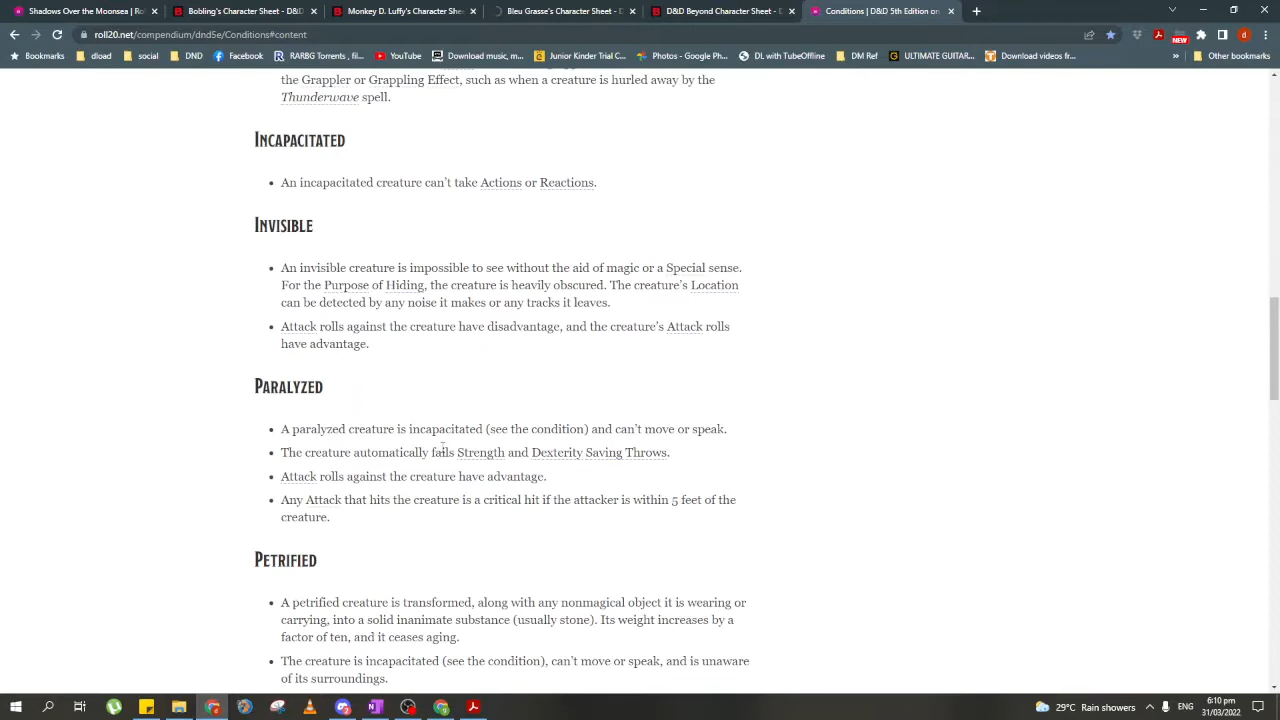 Shadows Over the Moonsea | Ro
Bobling's Character Sheet - D&D
Monkey D. Luffy's Character She
Bleu Grasse's Character Sheet - D
D&D Beyond Character Sheet - D
Conditions | D&D 5th Edition on
roll20.net/compendium/dnd5e/Conditions#content
NEW
d
Bookmarks
diaod
social
DND
Facebook
RARBG Torrents, fil
YouTube
Download music, m...
Junior Kinder Trial C...
Photos - Google Ph...
DL with TubeOffline
DM Ref
ULTIMATE GUITAR...
Download videos fr...
»
Other bookmarks
the Grappler or Grappling Effect, such as when a creature is hurled away by the
Thunderwave spell.
INCAPACITATED
• An incapacitated creature can't take Actions or Reactions.
INVISIBLE
• An invisible creature is impossible to see without the aid of magic or a Special sense.
For the Purpose of Hiding, the creature is heavily obscured. The creature's Location
can be detected by any noise it makes or any tracks it leaves.
• Attack rolls against the creature have disadvantage, and the creature's Attack rolls
have advantage.
PARALYZED
• A paralyzed creature is incapacitated (see the condition) and can't move or speak.
• The creature automatically fails Strength and Dexterity Saving Throws.
• Attack rolls against the creature have advantage.
• Any Attack that hits the creature is a critical hit if the attacker is within 5 feet of the
creature.
PETRIFIED
• A petrified creature is transformed, along with any nonmagical object it is wearing or
carrying, into a solid inanimate substance (usually stone). Its weight increases by a
factor of ten, and it ceases aging.
• The creature is incapacitated (see the condition), can't move or speak, and is unaware
of its surroundings.
29°C Rain showers
6:10 pm
31/03/2022